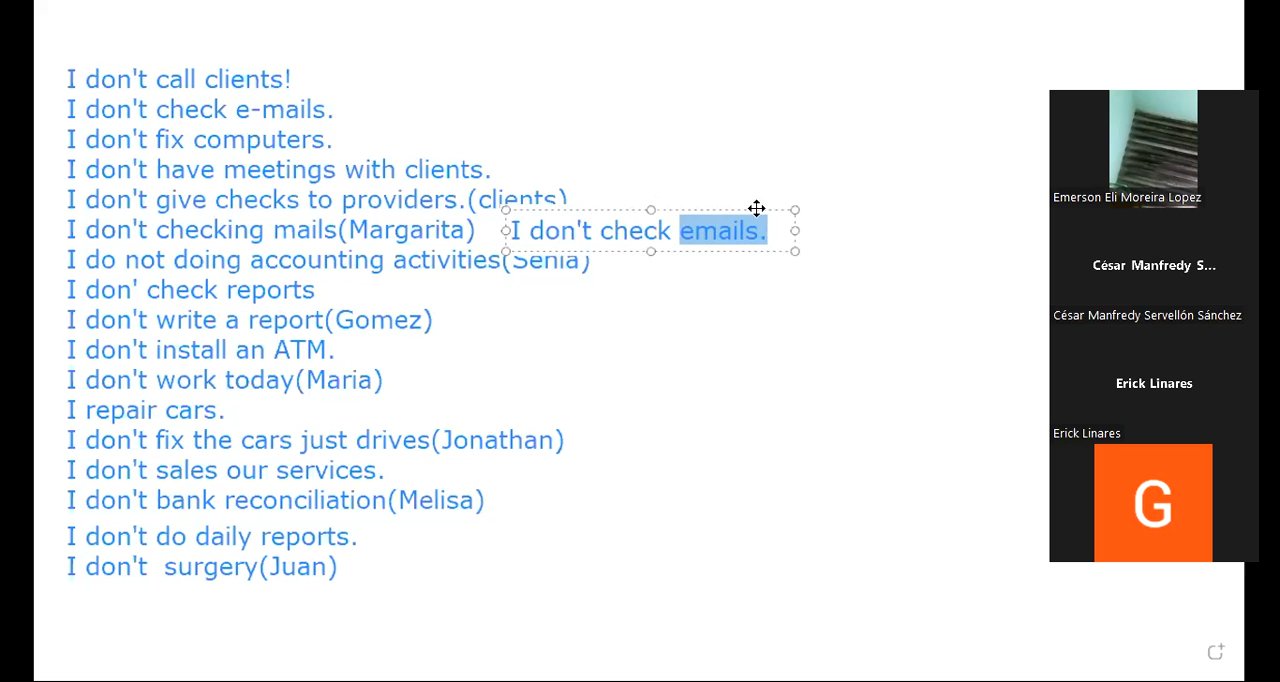 I don't call clients!
I don't check e-mails.
I don't fix computers.
I don't have meetings with clients.
I don't give checks to providers.(clients)
I don't checking mails(Margarita)
I don't check emails.
I do not doing accounting activities(Senia)
I don' check reports
I don't write a report(Gomez)
I don't install an ATM.
I don't work today(Maria)
I repair cars.
I don't fix the cars just drives(Jonathan)
I don't sales our services.
I don't bank reconciliation(Melisa)
I don't do daily reports.
I don't  surgery(Juan)
Emerson Eli Moreira Lopez
César Manfredy S...
César Manfredy Servellón Sánchez
Erick Linares
Erick Linares
G